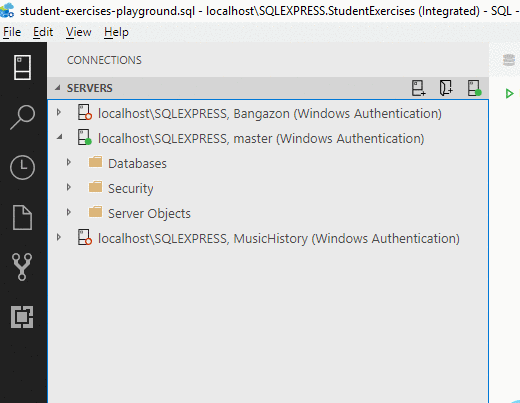 student-exercises-playground.sql - localhost\SQLEXPRESS.StudentExercises (Integrated) - SQL -
File Edit View Help
CONNECTIONS
SERVERS
localhost\SQLEXPRESS, Bangazon (Windows Authentication)
localhost\SQLEXPRESS, master (Windows Authentication)
Databases
Security
Server Objects
localhost\SQLEXPRESS, MusicHistory (Windows Authentication)